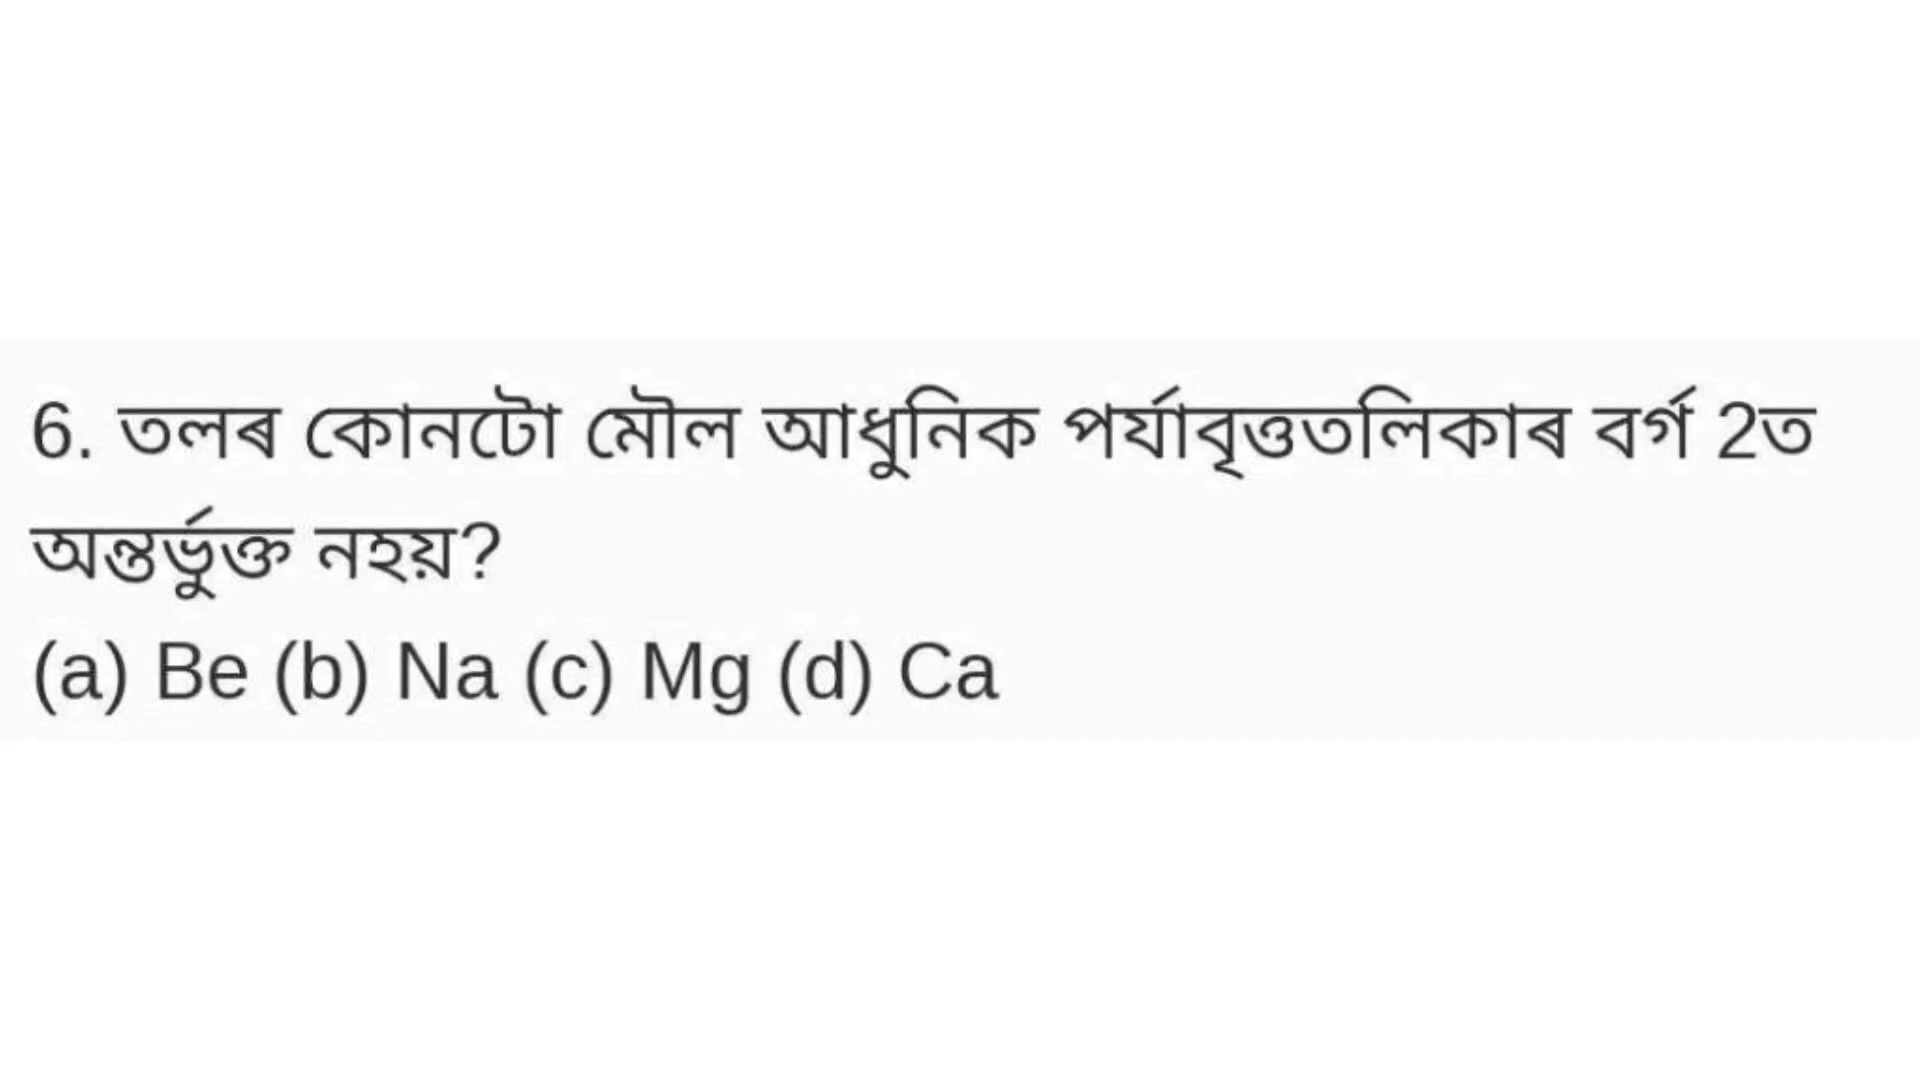 6. তলৰ কোনটো মৌল আধুনিক পৰ্যাবৃত্ততলিকাৰ বৰ্গ 2ত
অন্তৰ্ভুক্ত নহয়?
(a) Be (b) Na (c) Mg (d) Ca